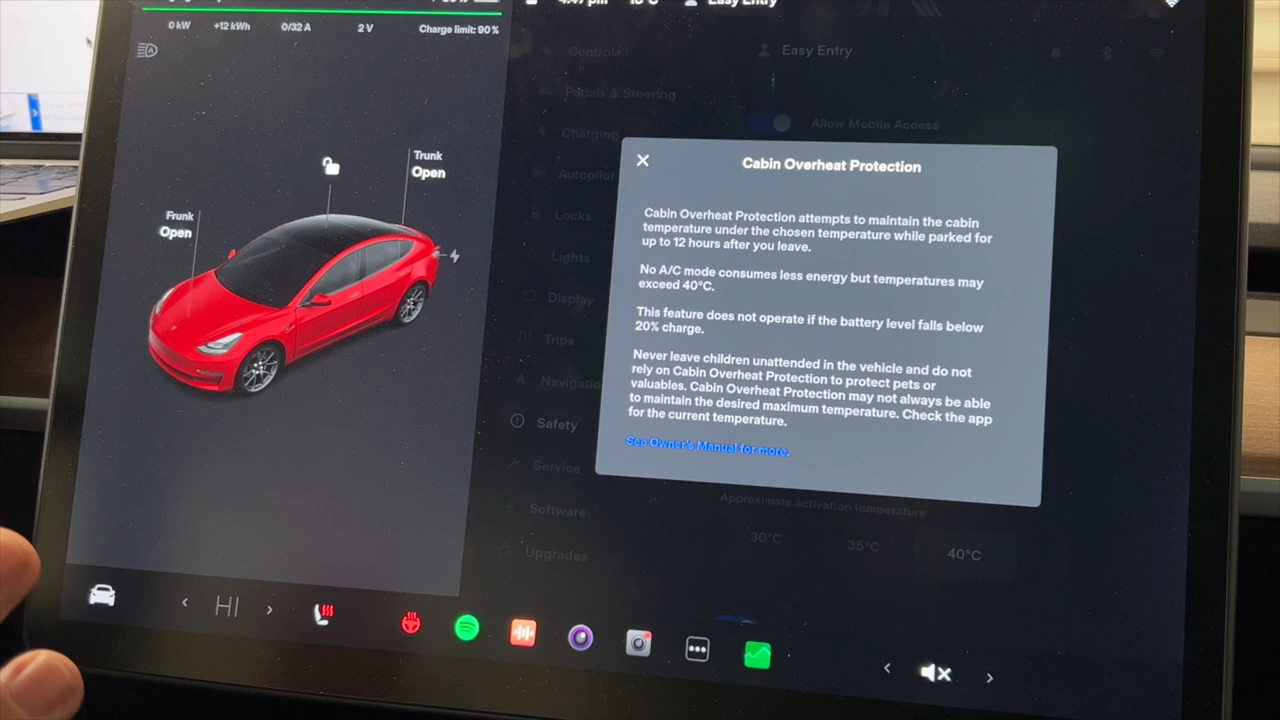 4:47 pm
Easy Entry
0 kW
+12 kWh
0/32 A
2 V
Charge limit: 90 %
Controls
Easy Entry
Pedals & Steering
Allow Mobile Access
Charging
Trunk
Open
Autopilot
Frunk
Open
Locks
Lights
Display
Trips
Navigation
Safety
Service
Software
Upgrades
Cabin Overheat Protection
Cabin Overheat Protection attempts to maintain the cabin
temperature under the chosen temperature while parked for
up to 12 hours after you leave.
No A/C mode consumes less energy but temperatures may
exceed 40°C.
This feature does not operate if the battery level falls below
20% charge.
Never leave children unattended in the vehicle and do not
rely on Cabin Overheat Protection to protect pets or
valuables. Cabin Overheat Protection may not always be able
to maintain the desired maximum temperature. Check the app
for the current temperature.
See Owner's Manual for more.
Approximate activation temperature
30°C
35°C
40°C
HI